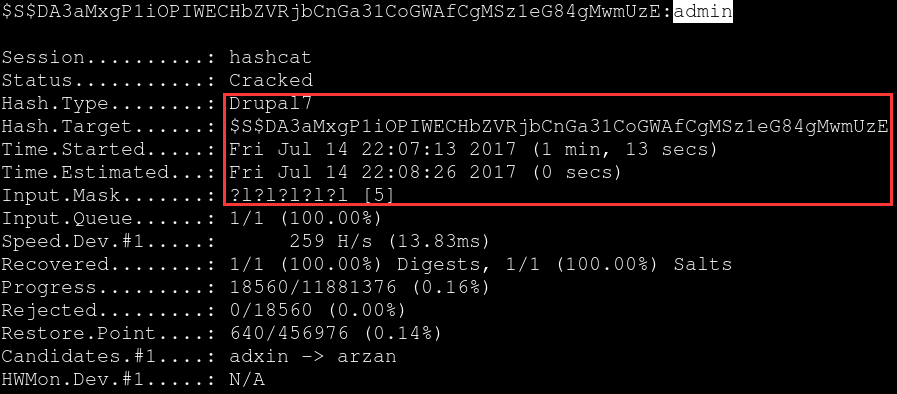 $S$DA3aMxgP1iOPIWECHbZVRjbCnGa31CoGWAfCgMSz1eG84gMwmUzE:admin
Session..........: hashcat
Status...........: Cracked
Hash.Type........: Drupal7
Hash.Target......: $S$DA3aMxgP1iOPIWECHbZVRjbCnGa31CoGWAfCgMSz1eG84gMwmUzE
Time.Started.....: Fri Jul 14 22:07:13 2017 (1 min, 13 secs)
Time.Estimated...: Fri Jul 14 22:08:26 2017 (0 secs)
Input.Mask.......: ?l?l?l?l?l [5]
Input.Queue......: 1/1 (100.00%)
Speed.Dev.#1.....:      259 H/s (13.83ms)
Recovered........: 1/1 (100.00%) Digests, 1/1 (100.00%) Salts
Progress.........: 18560/11881376 (0.16%)
Rejected.........: 0/18560 (0.00%)
Restore.Point....: 640/456976 (0.14%)
Candidates.#1....: adxin -> arzan
HWMon.Dev.#1.....: N/A